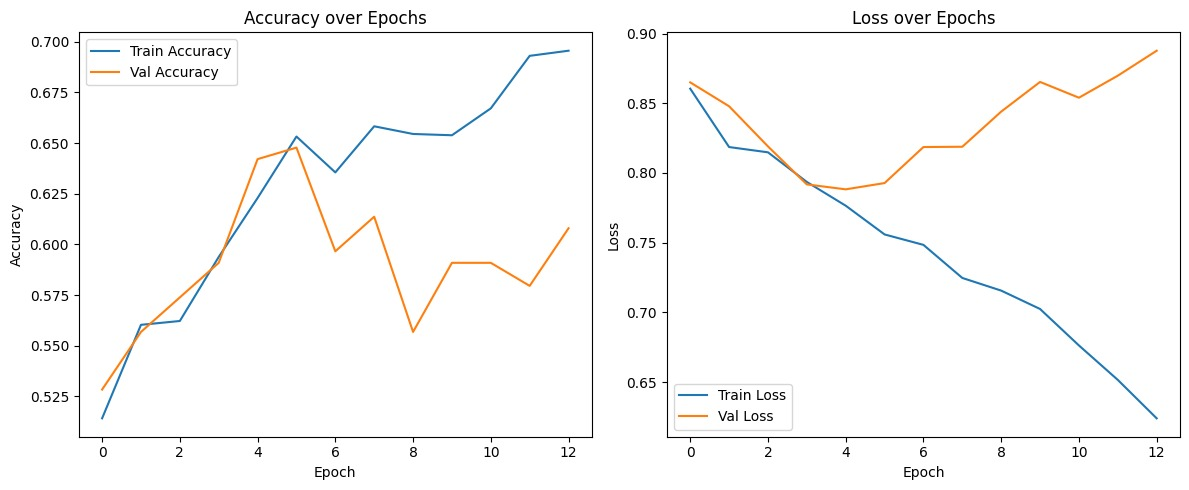 Accuracy over Epochs
Train Accuracy
Val Accuracy
0.700
0.675
0.650
0.625
0.600
0.575
0.550
0.525
Accuracy
0 2 4 6 8 10 12
Epoch
Loss over Epochs
0.90
0.85
0.80
0.75
0.70
0.65
Loss
Train Loss
Val Loss
0 2 4 6 8 10 12
Epoch